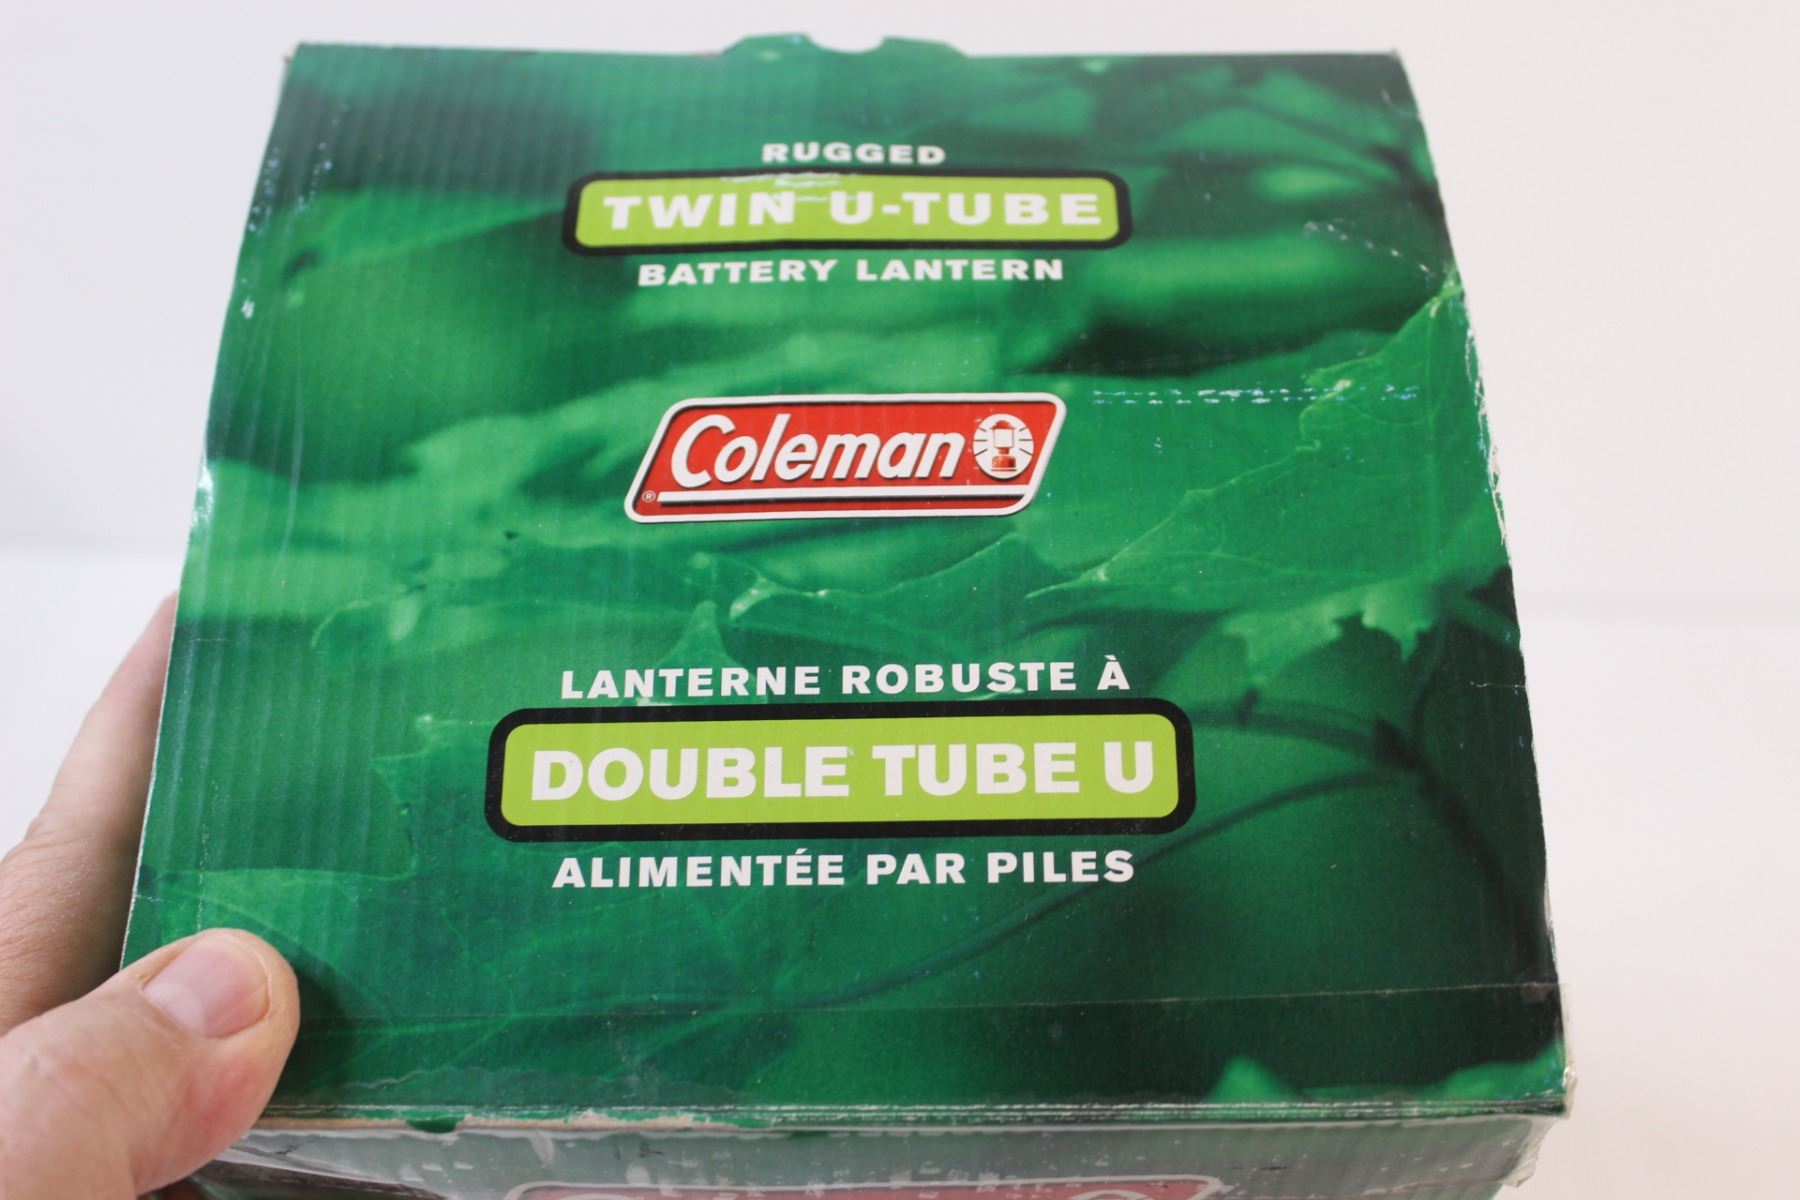 RUGGED
TWIN U-TUBE
BATTERY LANTERN
Coleman
®
LANTERNE ROBUSTE À
DOUBLE TUBE U
ALIMENTÉE PAR PILES